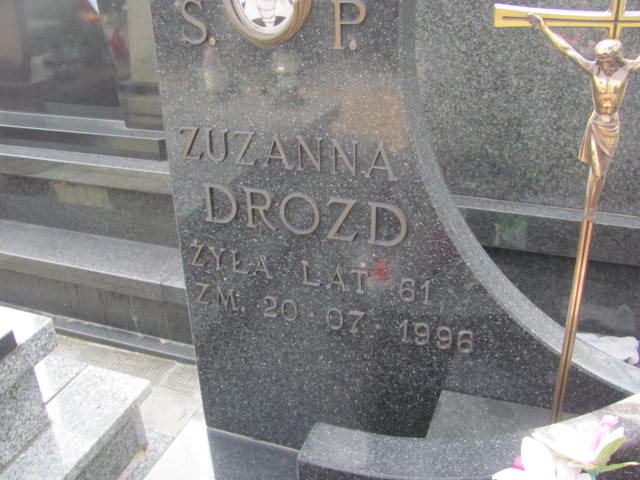 S. P.
ZUZANNA
DROZD
ŻYŁA LAT 61
ZM. 20·07·1996